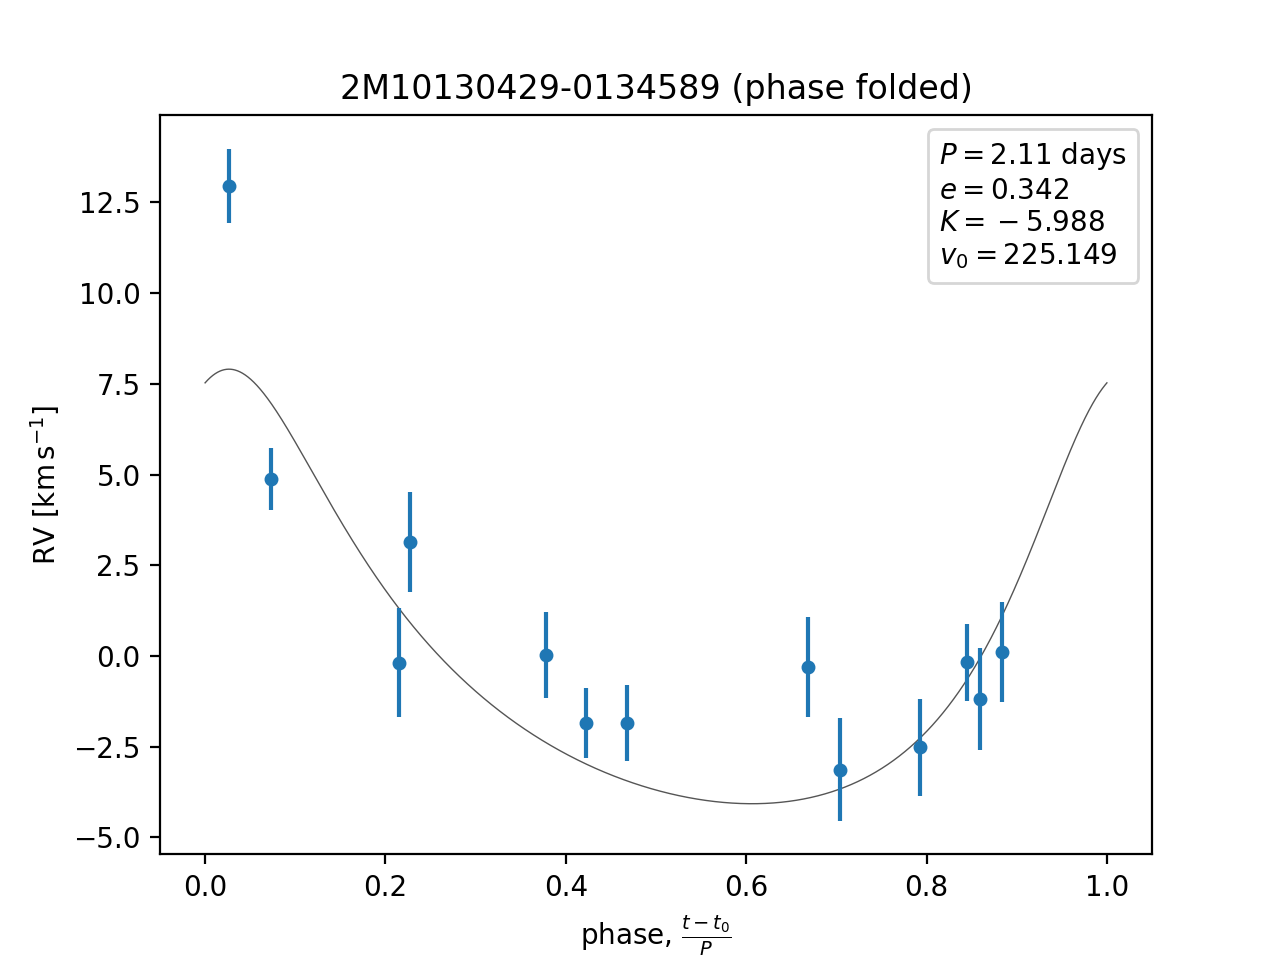 2M10130429-0134589 (phase folded)
P = 2.11 days
e = 0.342
K = −5.988
v₀ = 225.149
RV [km s⁻¹]
12.5
10.0
7.5
5.0
2.5
0.0
−2.5
−5.0
0.0 0.2 0.4 0.6 0.8 1.0
phase, (t − t₀)/P